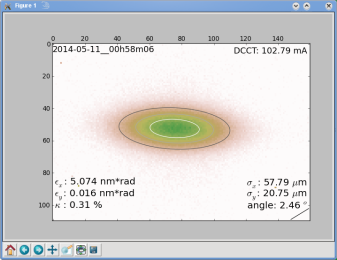 Figure 1
0 20 40 60 80 100 120 140
0
2014-05-11__00h58m06 DCCT: 102.79 mA
20
40
60
80
ϵx: 5.074 nm*rad σx: 57.79 μm
ϵy: 0.016 nm*rad σy: 20.75 μm
κ: 0.31 % angle: 2.46 °
100